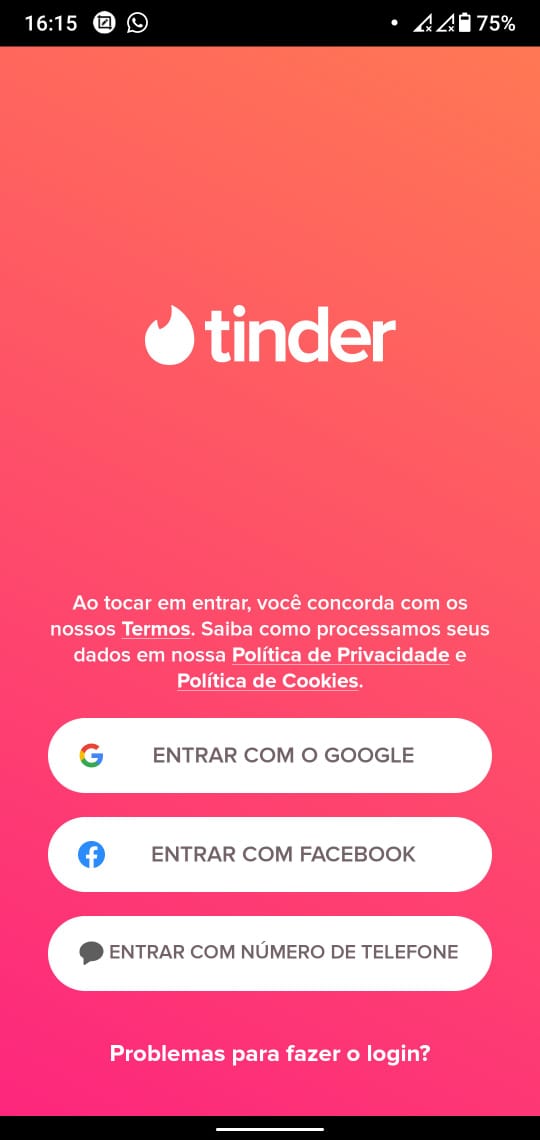 16:15 75%
tinder
Ao tocar em entrar, você concorda com os
nossos Termos. Saiba como processamos seus
dados em nossa Política de Privacidade e
Política de Cookies.
ENTRAR COM O GOOGLE
ENTRAR COM FACEBOOK
ENTRAR COM NÚMERO DE TELEFONE
Problemas para fazer o login?